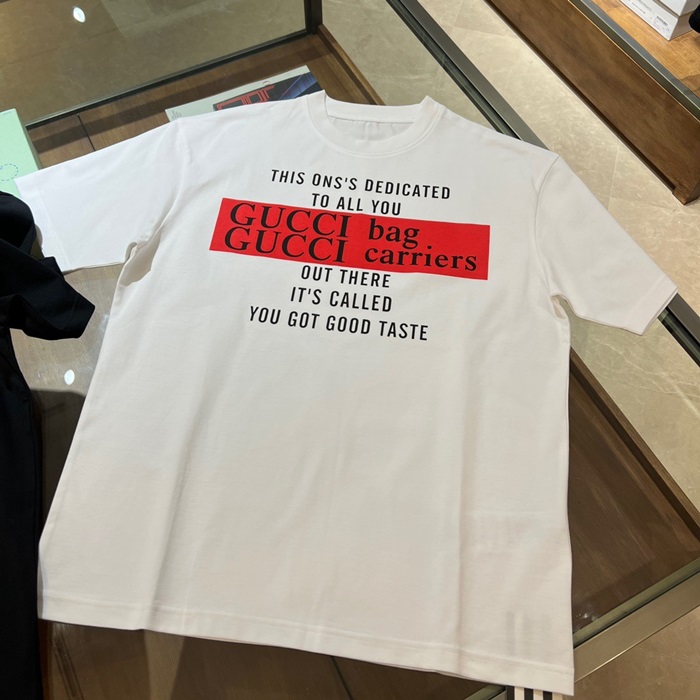 THIS ONS'S DEDICATED
TO ALL YOU
GUCCI bag
GUCCI carriers
OUT THERE
IT'S CALLED
YOU GOT GOOD TASTE